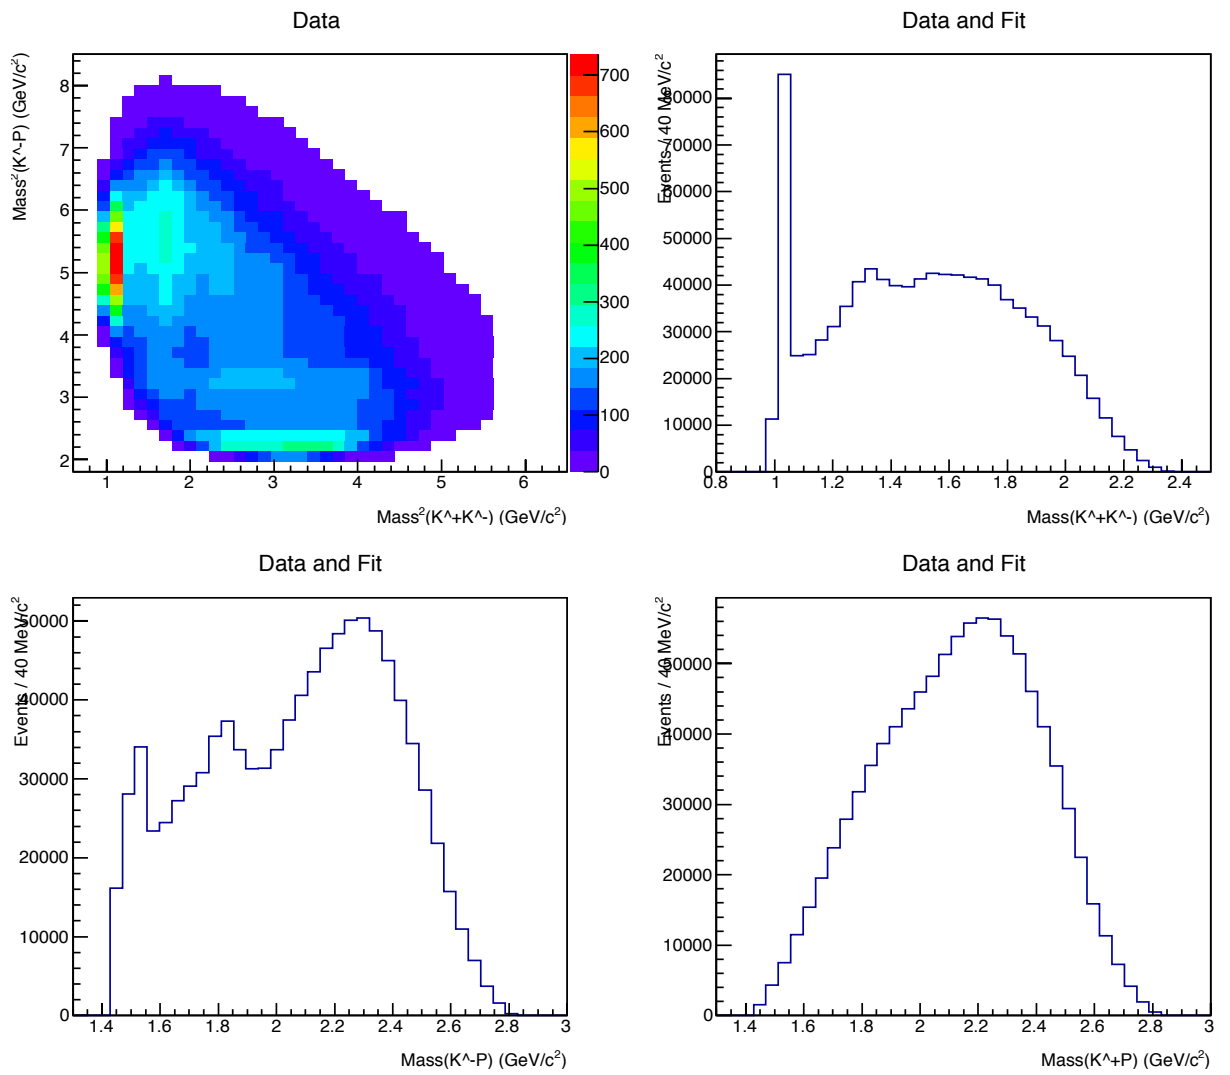 Data
Mass²(K^-P) (GeV/c²)
8
7
6
5
4
3
2
1 2 3 4 5 6
Mass²(K^+K^-) (GeV/c²)
700
600
500
400
300
200
100
0
Data and Fit
Events / 40 MeV/c²
80000
70000
60000
50000
40000
30000
20000
10000
0
0.8 1 1.2 1.4 1.6 1.8 2 2.2 2.4
Mass(K^+K^-) (GeV/c²)
Data and Fit
Events / 40 MeV/c²
50000
40000
30000
20000
10000
0
1.4 1.6 1.8 2 2.2 2.4 2.6 2.8 3
Mass(K^-P) (GeV/c²)
Data and Fit
Events / 40 MeV/c²
50000
40000
30000
20000
10000
0
1.4 1.6 1.8 2 2.2 2.4 2.6 2.8 3
Mass(K^+P) (GeV/c²)